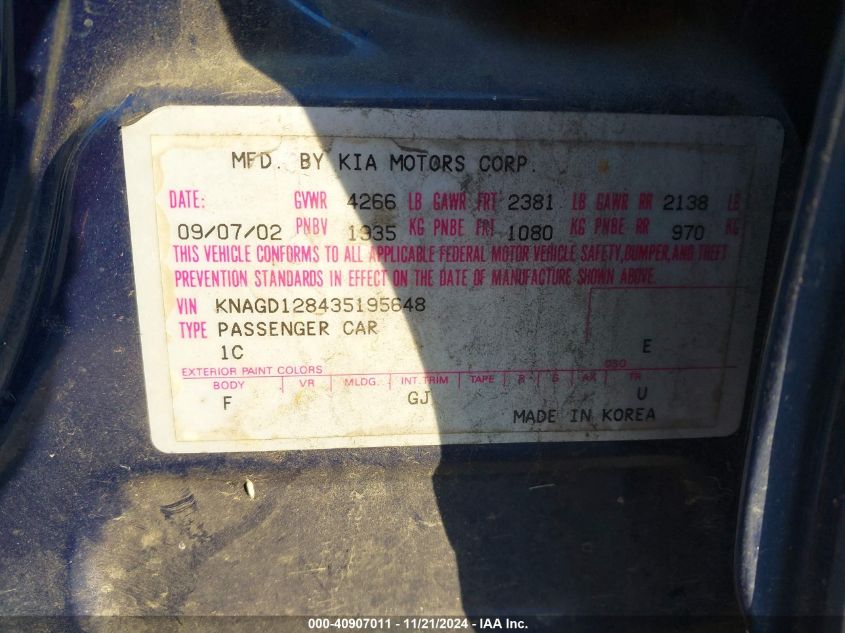 MFD. BY KIA MOTORS CORP.
DATE: GVWR 4266 LB GAWR FRT 2381 LB GAWR RR 2138 LB
09/07/02 PNBV 1935 KG PNBE FRT 1080 KG PNBE RR 970 KG
THIS VEHICLE CONFORMS TO ALL APPLICABLE FEDERAL MOTOR VEHICLE SAFETY,BUMPER,AND THEFT
PREVENTION STANDARDS IN EFFECT ON THE DATE OF MANUFACTURE SHOWN ABOVE.
VIN KNAGD128435195648
TYPE PASSENGER CAR
1C E
EXTERIOR PAINT COLORS OSO
BODY VR MLDG. INT.TRIM TAPE R S AX TR
F GJ U
MADE IN KOREA
000-40907011 - 11/21/2024 - IAA Inc.